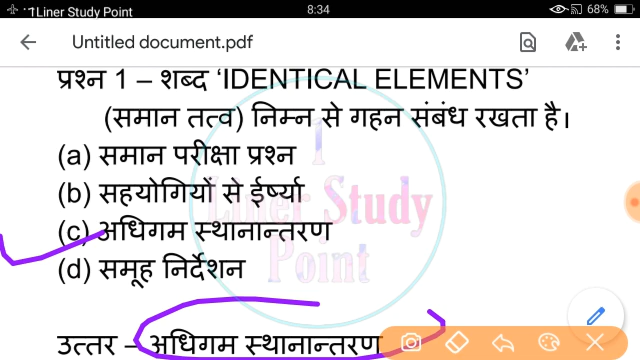 1Liner Study Point 8:34 68%
Untitled document.pdf
प्रश्न 1 – शब्द 'IDENTICAL ELEMENTS'
(समान तत्व) निम्न से गहन संबंध रखता है।
(a) समान परीक्षा प्रश्न
(b) सहयोगियों से ईर्ष्या
(c) अधिगम स्थानान्तरण
(d) समूह निर्देशन
1
Liner Study
Point
उत्तर – अधिगम स्थानान्तरण